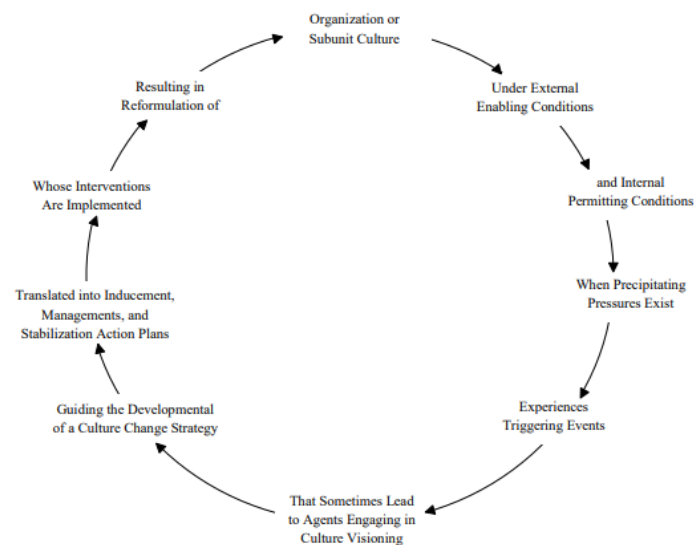 Organization or
Subunit Culture
Under External
Enabling Conditions
and Internal
Permitting Conditions
When Precipitating
Pressures Exist
Experiences
Triggering Events
That Sometimes Lead
to Agents Engaging in
Culture Visioning
Guiding the Developmental
of a Culture Change Strategy
Translated into Inducement,
Managements, and
Stabilization Action Plans
Whose Interventions
Are Implemented
Resulting in
Reformulation of